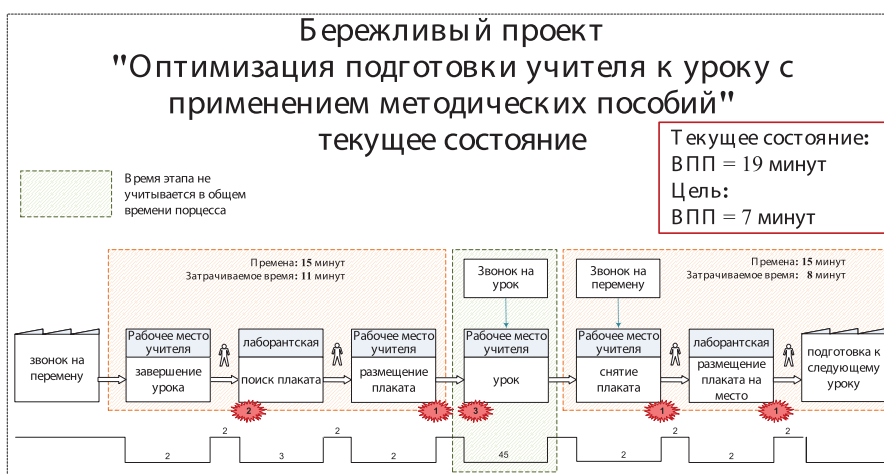 Бережливый проект
"Оптимизация подготовки учителя к уроку с
применением методических пособий"
текущее состояние
Текущее состояние:
ВПП = 19 минут
Цель:
ВПП = 7 минут
Время этапа не
учитывается в общем
времени порцесса
Премена: 15 минут
Затрачиваемое время: 11 минут
Звонок на
урок
Звонок на
перемену
Премена: 15 минут
Затрачиваемое время: 8 минут
звонок на
перемену
Рабочее место
учителя
завершение
урока
лаборантская
поиск плаката
Рабочее место
учителя
размещение
плаката
Рабочее место
учителя
урок
Рабочее место
учителя
снятие
плаката
лаборантская
размещение
плаката на
место
подготовка к
следующему
уроку
2
1
3
1
1
2
2
2
2
2
3
2
45
2
2